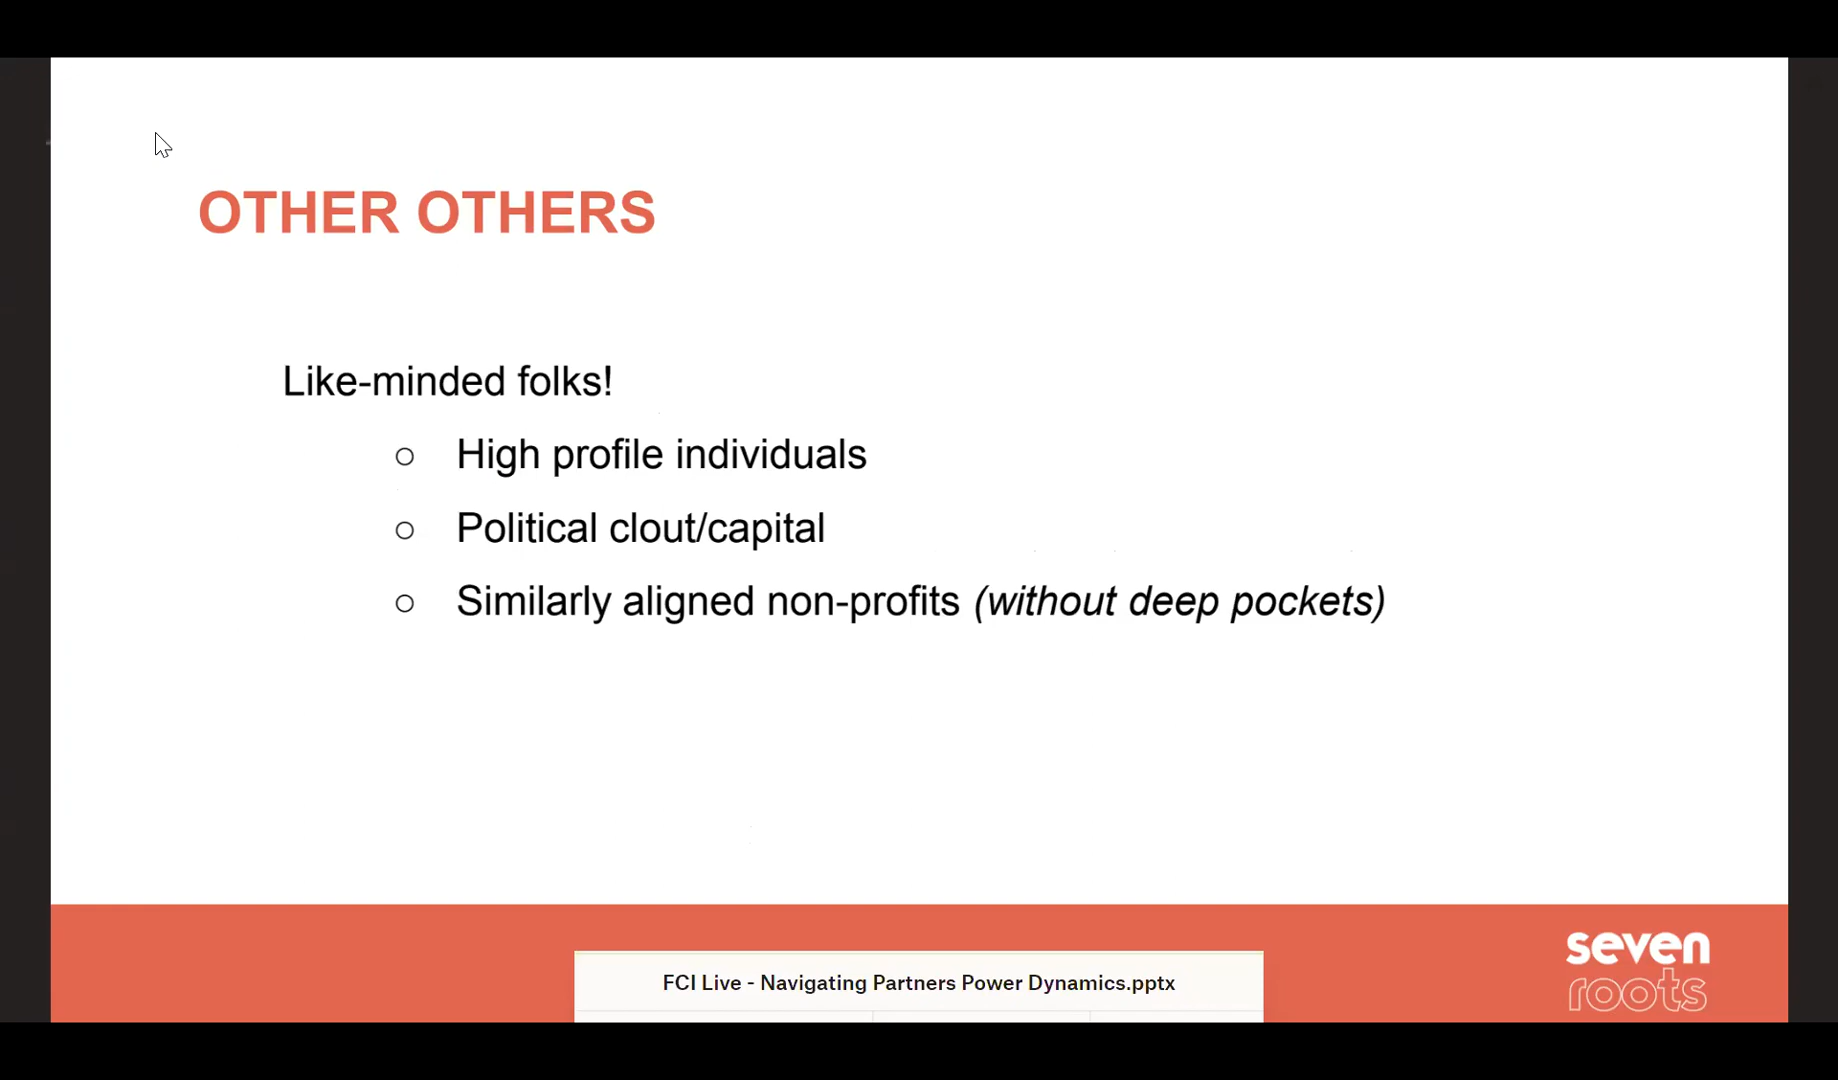 OTHER OTHERS
Like-minded folks!
○ High profile individuals
○ Political clout/capital
○ Similarly aligned non-profits (without deep pockets)
seven
roots
FCI Live - Navigating Partners Power Dynamics.pptx